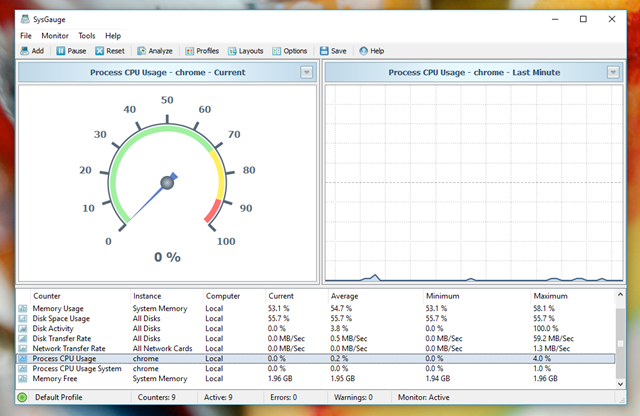 SysGauge
File Monitor Tools Help
Add Pause Reset Analyze Profiles Layouts Options Save Help
Process CPU Usage - chrome - Current
Process CPU Usage - chrome - Last Minute
50
40 60
30 70
20 80
10 90
0 100
0 %
Counter Instance Computer Current Average Minimum Maximum
Memory Usage System Memory Local 53.1 % 54.7 % 53.1 % 58.1 %
Disk Space Usage All Disks Local 55.7 % 55.7 % 55.7 % 55.7 %
Disk Activity All Disks Local 0.0 % 3.8 % 0.0 % 100.0 %
Disk Transfer Rate All Disks Local 0.0 MB/Sec 0.5 MB/Sec 0.0 MB/Sec 59.2 MB/Sec
Network Transfer Rate All Network Cards Local 0.0 MB/Sec 0.0 MB/Sec 0.0 MB/Sec 1.3 MB/Sec
Process CPU Usage chrome Local 0.0 % 0.2 % 0.0 % 4.0 %
Process CPU Usage System chrome Local 0.0 % 0.0 % 0.0 % 1.0 %
Memory Free System Memory Local 1.96 GB 1.95 GB 1.94 GB 1.96 GB
Default Profile Counters: 9 Active: 9 Errors: 0 Warnings: 0 Monitor: Active